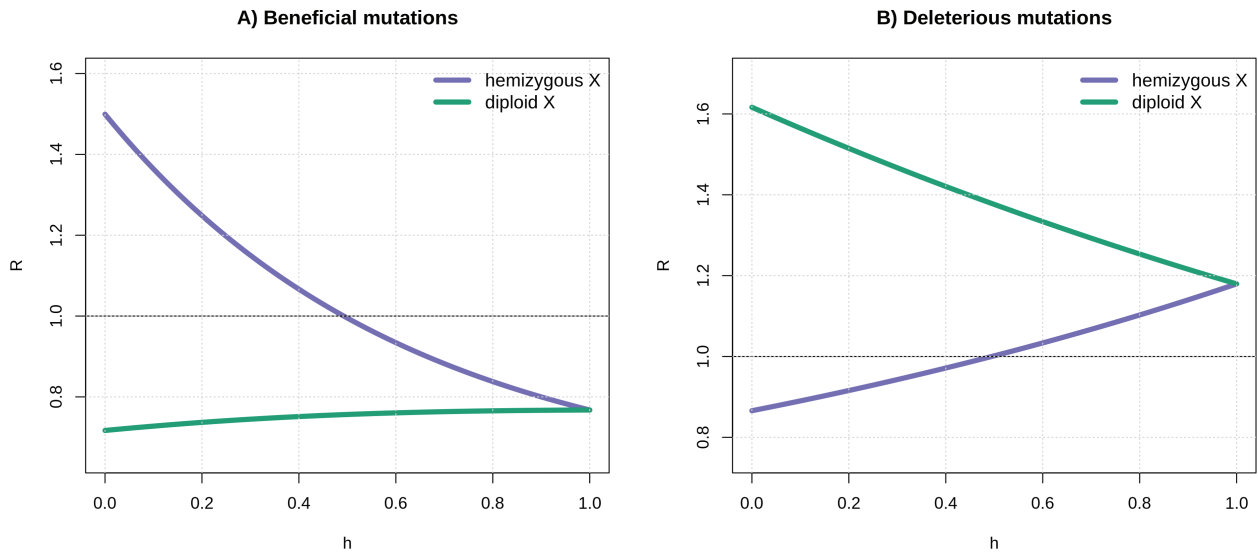 A) Beneficial mutations
hemizygous X
diploid X
R
1.6
1.4
1.2
1.0
0.8
0.0 0.2 0.4 0.6 0.8 1.0
h
B) Deleterious mutations
hemizygous X
diploid X
R
1.6
1.4
1.2
1.0
0.8
0.0 0.2 0.4 0.6 0.8 1.0
h